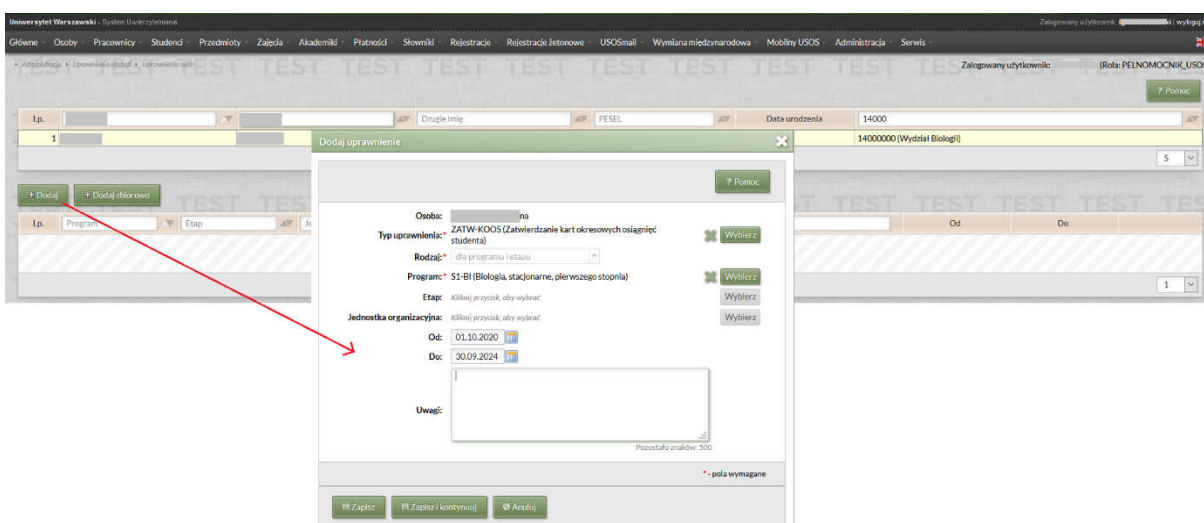 Uniwersytet Warszawski - System Uwierzytelniania
Zalogowany użytkownik: ki | wyloguj
Główne Osoby Pracownicy Studenci Przedmioty Zajęcia Akademiki Płatności Słowniki Rejestracje Rejestracje żetonowe USOSmail Wymiana międzynarodowa Mobilny USOS Administracja Serwis
Administracja Uprawnienia
Zalogowany użytkownik: (Rola: PELNOMOCNIK_USOS
TEST TEST TEST TEST TEST TEST TEST TEST
? Pomoc
Lp. Drugie Imię PESEL Data urodzenia 14000
1 14000000 (Wydział Biologii)
5
+ Dodaj + Dodaj zbiorowo
TEST TEST TEST TEST TEST
Lp. Program Etap Od Do
1
Dodaj uprawnienie
? Pomoc
Osoba: na
Typ uprawnienia:* ZATW-KOOS (Zatwierdzanie kart okresowych osiągnięć
studenta) Wybierz
Rodzaj:* dla programu i etapu
Program:* S1-BI (Biologia, stacjonarne, pierwszego stopnia) Wybierz
Etap: Kliknij przycisk, aby wybrać Wybierz
Jednostka organizacyjna: Kliknij przycisk, aby wybrać Wybierz
Od: 01.10.2020
Do: 30.09.2024
Uwagi:
Pozostało znaków: 500
* - pola wymagane
Zapisz Zapisz i kontynuuj Anuluj